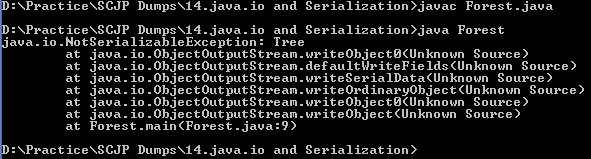 D:\Practice\SCJP Dumps\14.java.io and Serialization>javac Forest.java
D:\Practice\SCJP Dumps\14.java.io and Serialization>java Forest
java.io.NotSerializableException: Tree
at java.io.ObjectOutputStream.writeObject0(Unknown Source)
at java.io.ObjectOutputStream.defaultWriteFields(Unknown Source)
at java.io.ObjectOutputStream.writeSerialData(Unknown Source)
at java.io.ObjectOutputStream.writeOrdinaryObject(Unknown Source)
at java.io.ObjectOutputStream.writeObject0(Unknown Source)
at java.io.ObjectOutputStream.writeObject(Unknown Source)
at Forest.main(Forest.java:9)
D:\Practice\SCJP Dumps\14.java.io and Serialization>